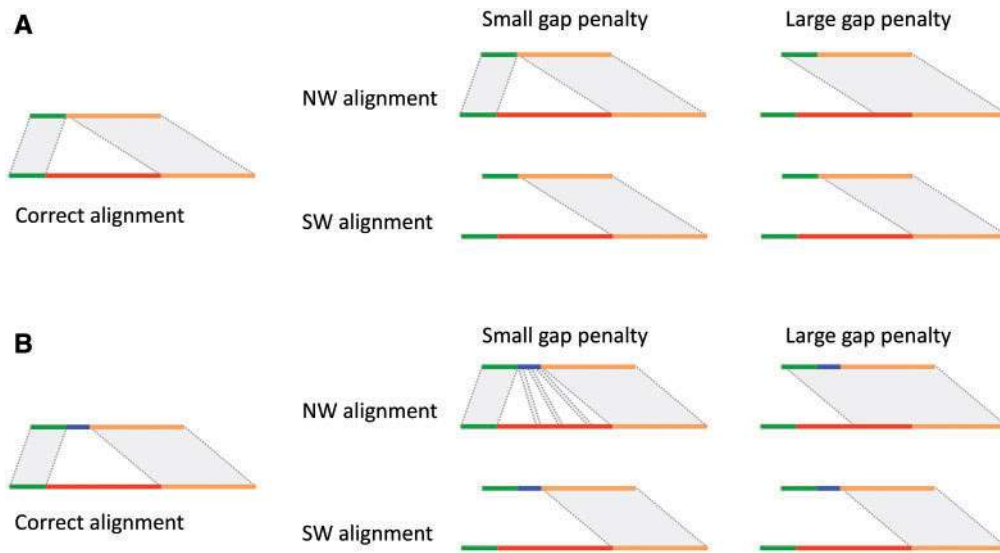 A
Small gap penalty Large gap penalty
NW alignment
SW alignment
Correct alignment
B
Small gap penalty Large gap penalty
NW alignment
SW alignment
Correct alignment